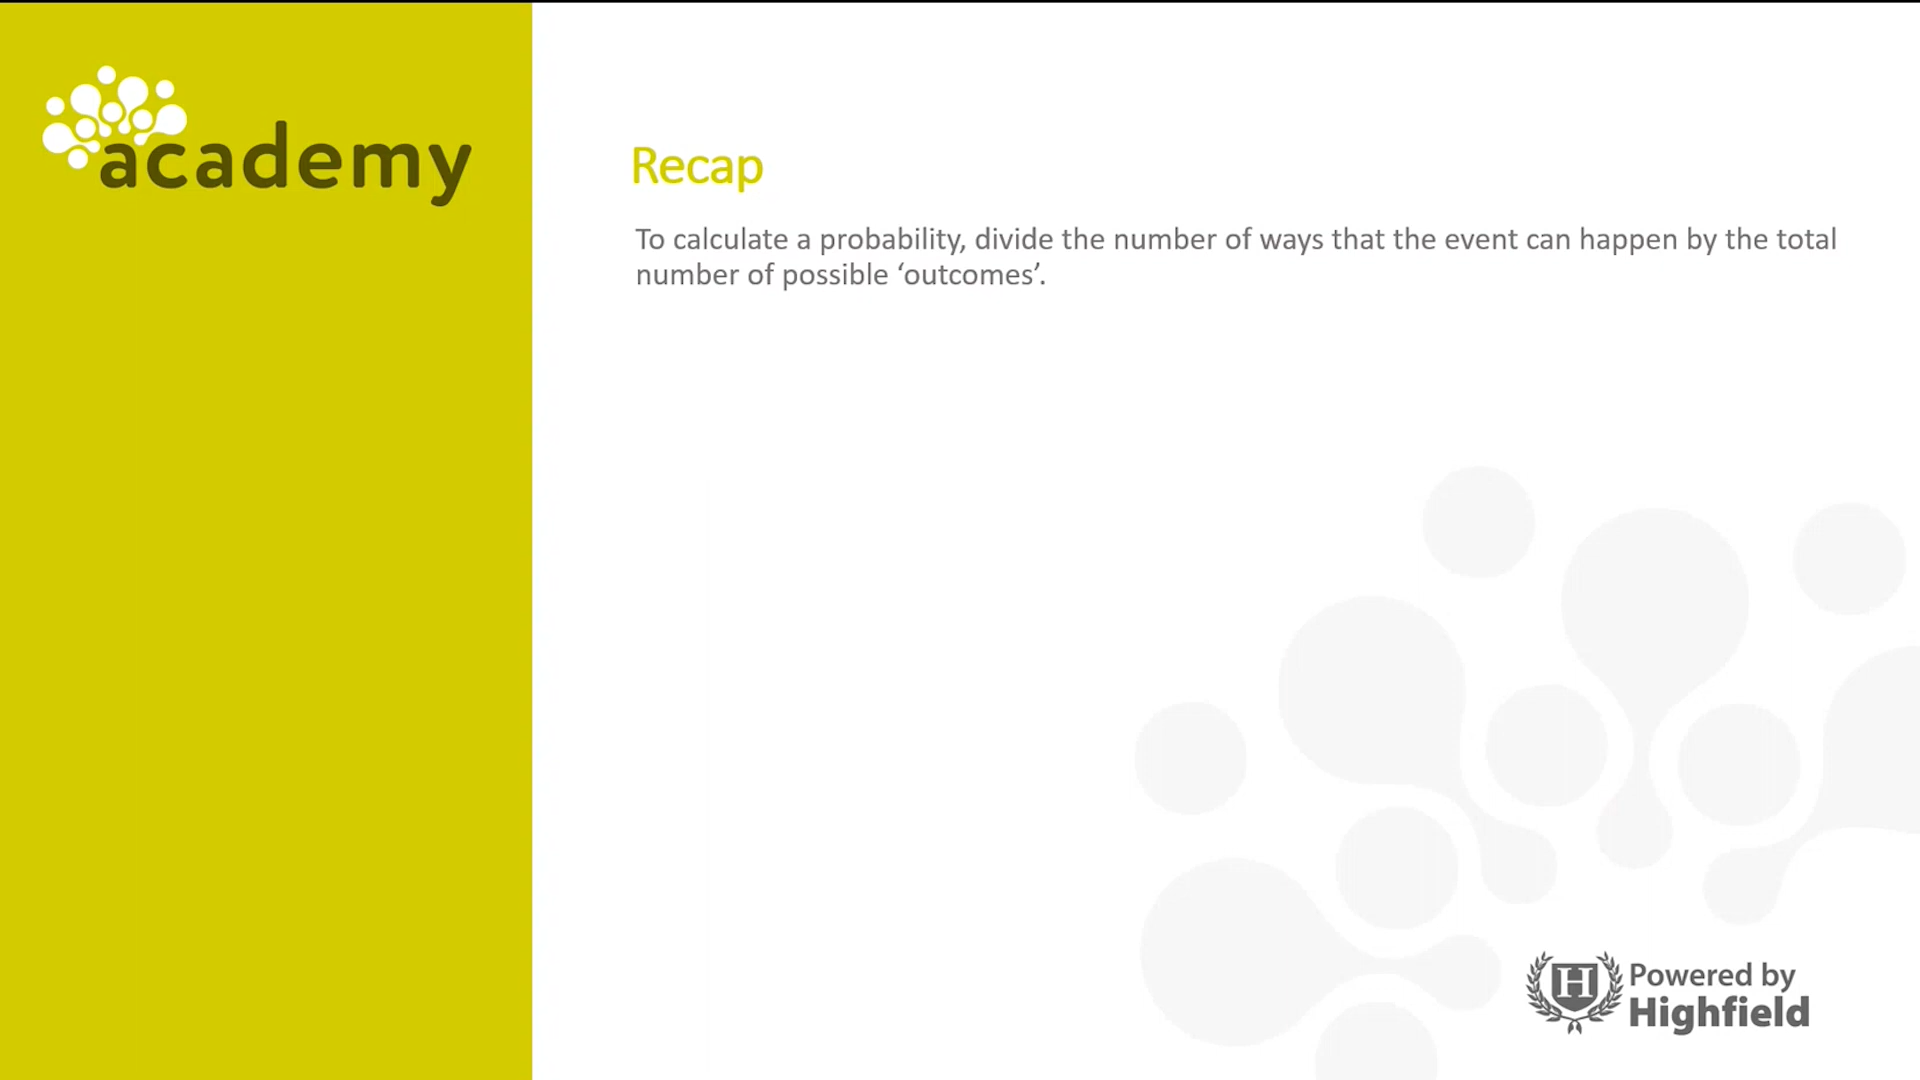 academy
Recap
To calculate a probability, divide the number of ways that the event can happen by the total
number of possible ‘outcomes’.
H
Powered by
Highfield